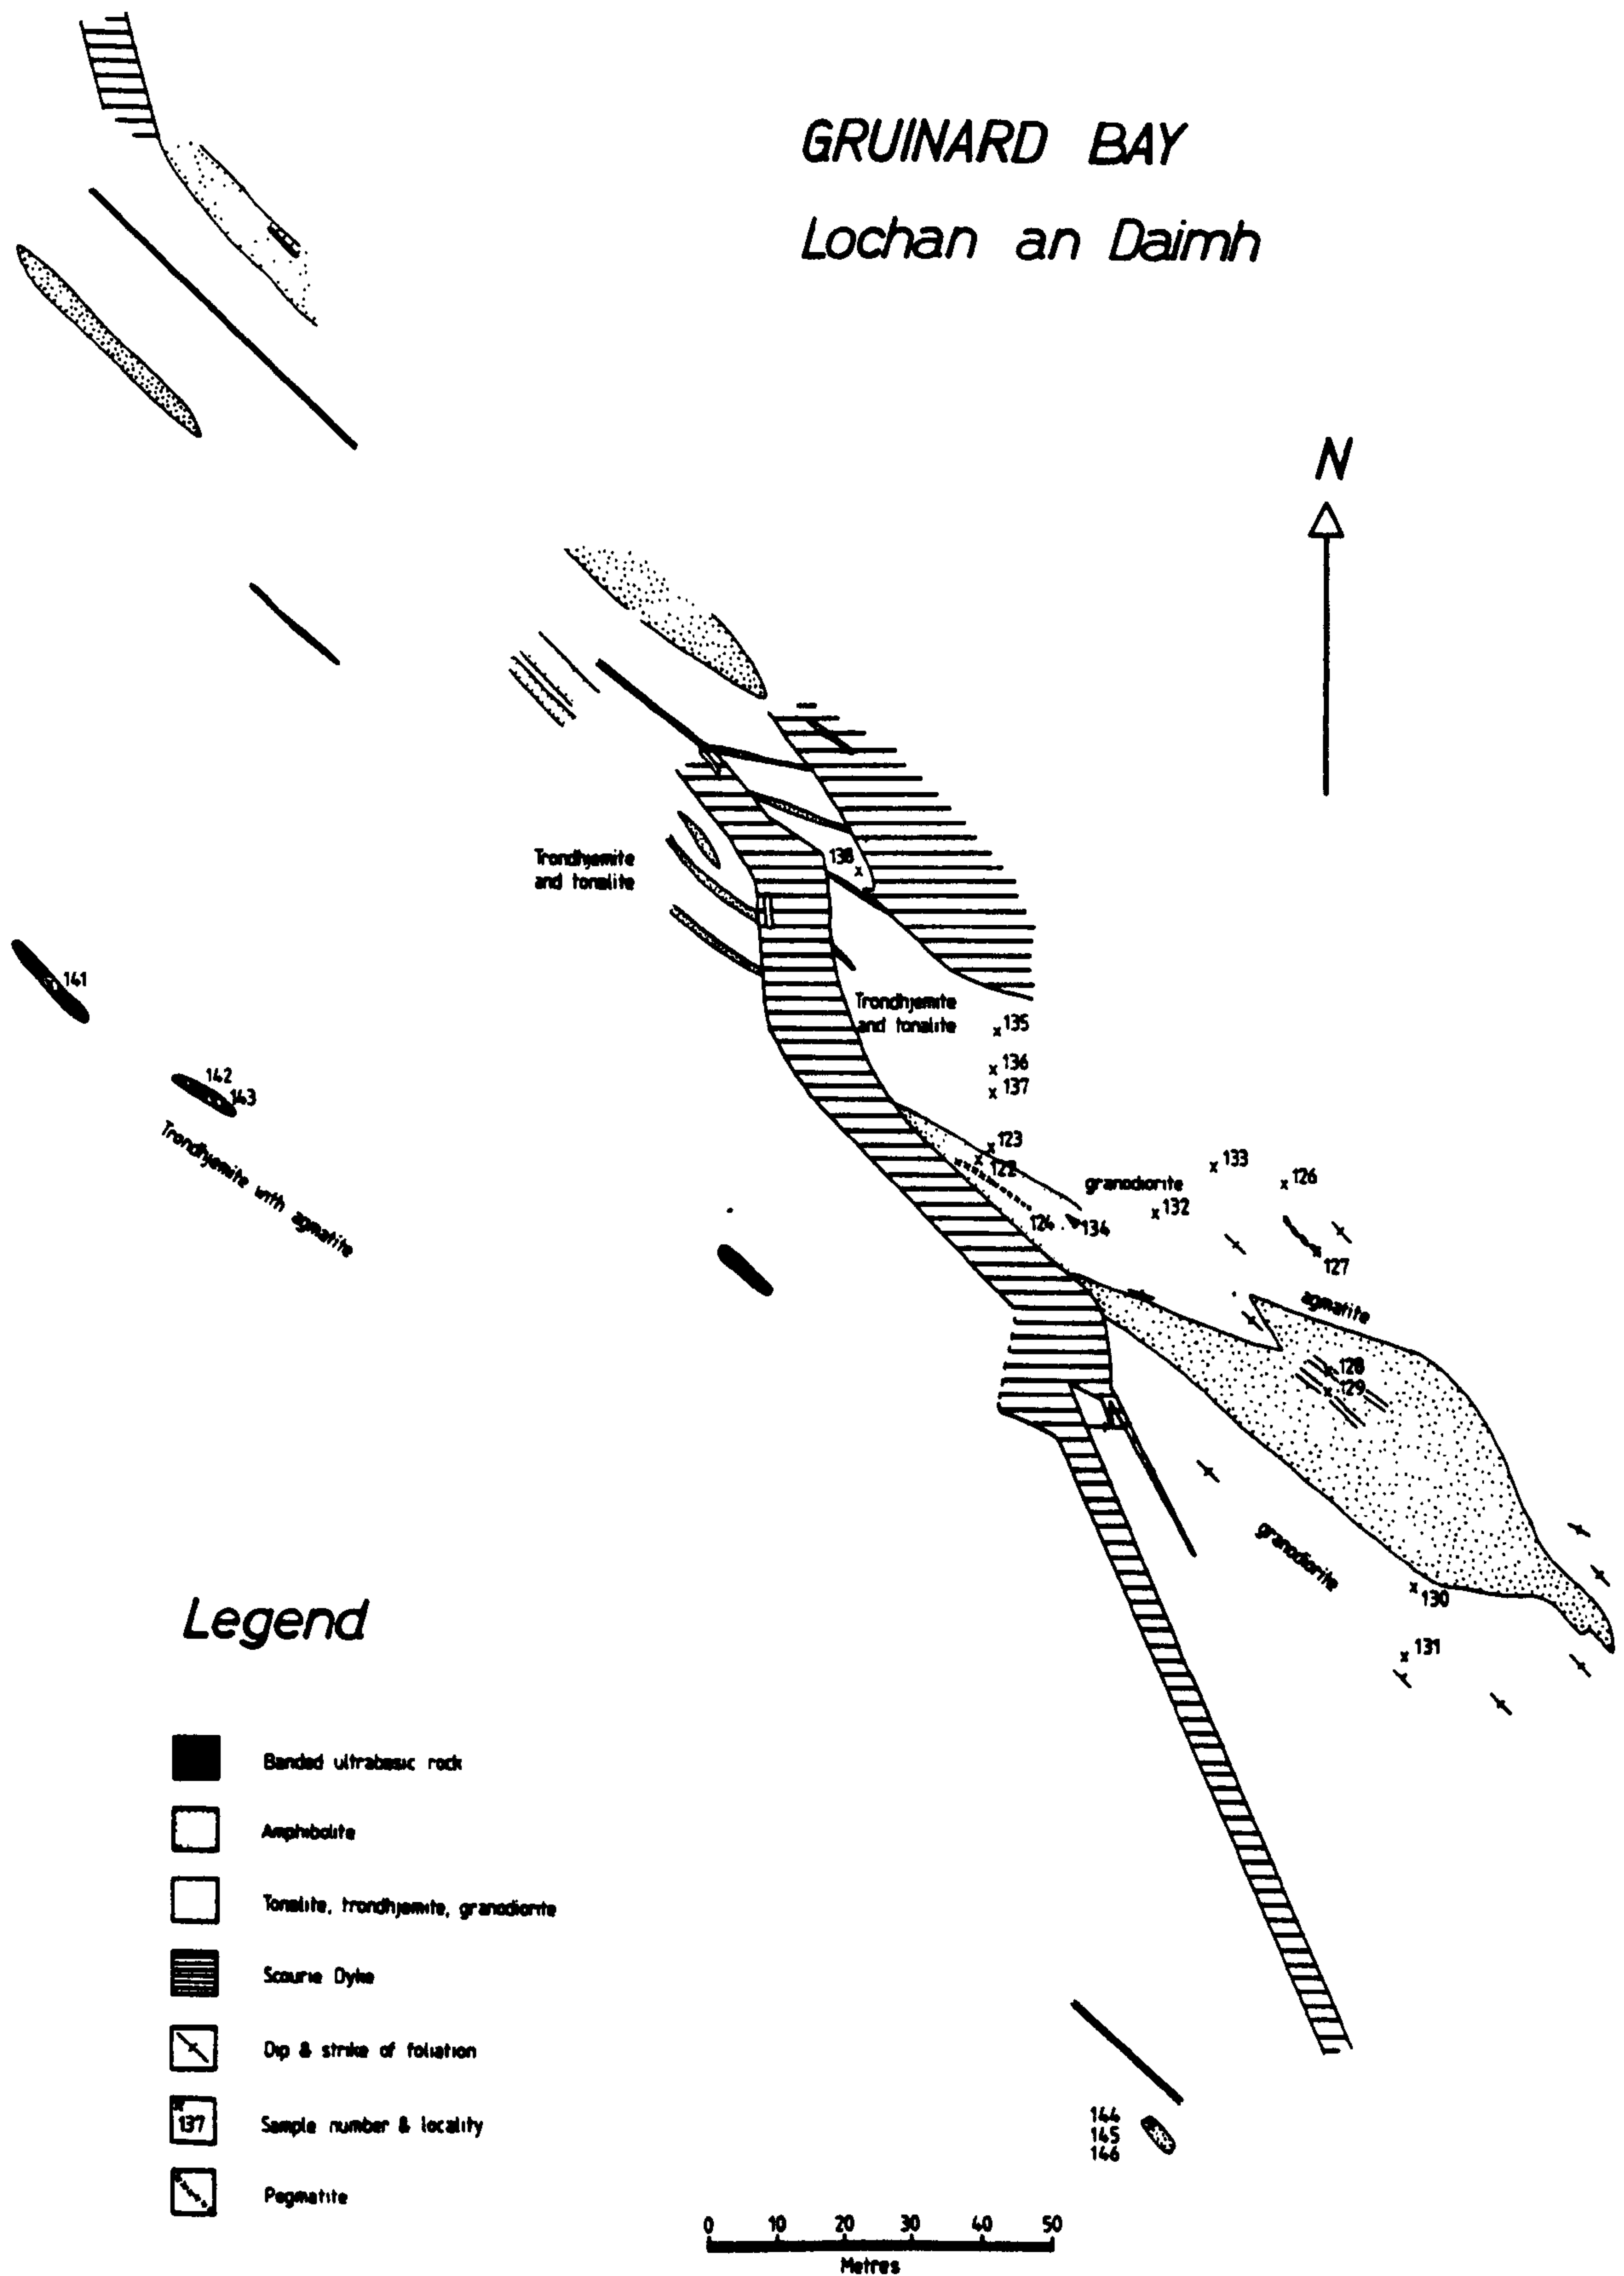 GRUINARD BAY
Lochan an Daimh
N
Trondhjemite
and tonalite
138
141
Trondhjemite
and tonalite
135
136
137
142
143
Trondhjemite with agmatite
123
122
133
126
granodiorite
132
124
134
127
agmatite
128
129
granodiorite
130
131
Legend
Banded ultrabasic rock
Amphibolite
Tonalite, trondhjemite, granodiorite
Scourie Dyke
Dip & strike of foliation
137
Sample number & locality
Pegmatite
144
145
146
0 10 20 30 40 50
Metres